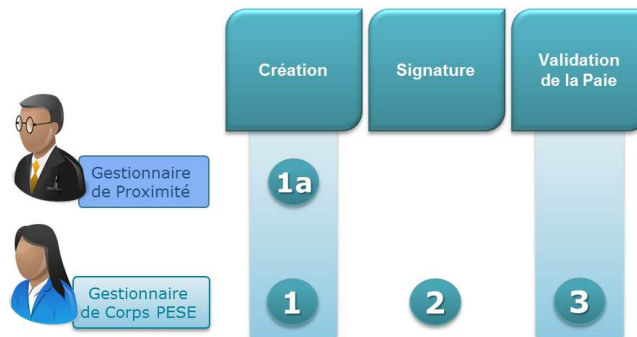 Création
Signature
Validation
de la Paie
Gestionnaire
de Proximité
1a
Gestionnaire
de Corps PESE
1
2
3